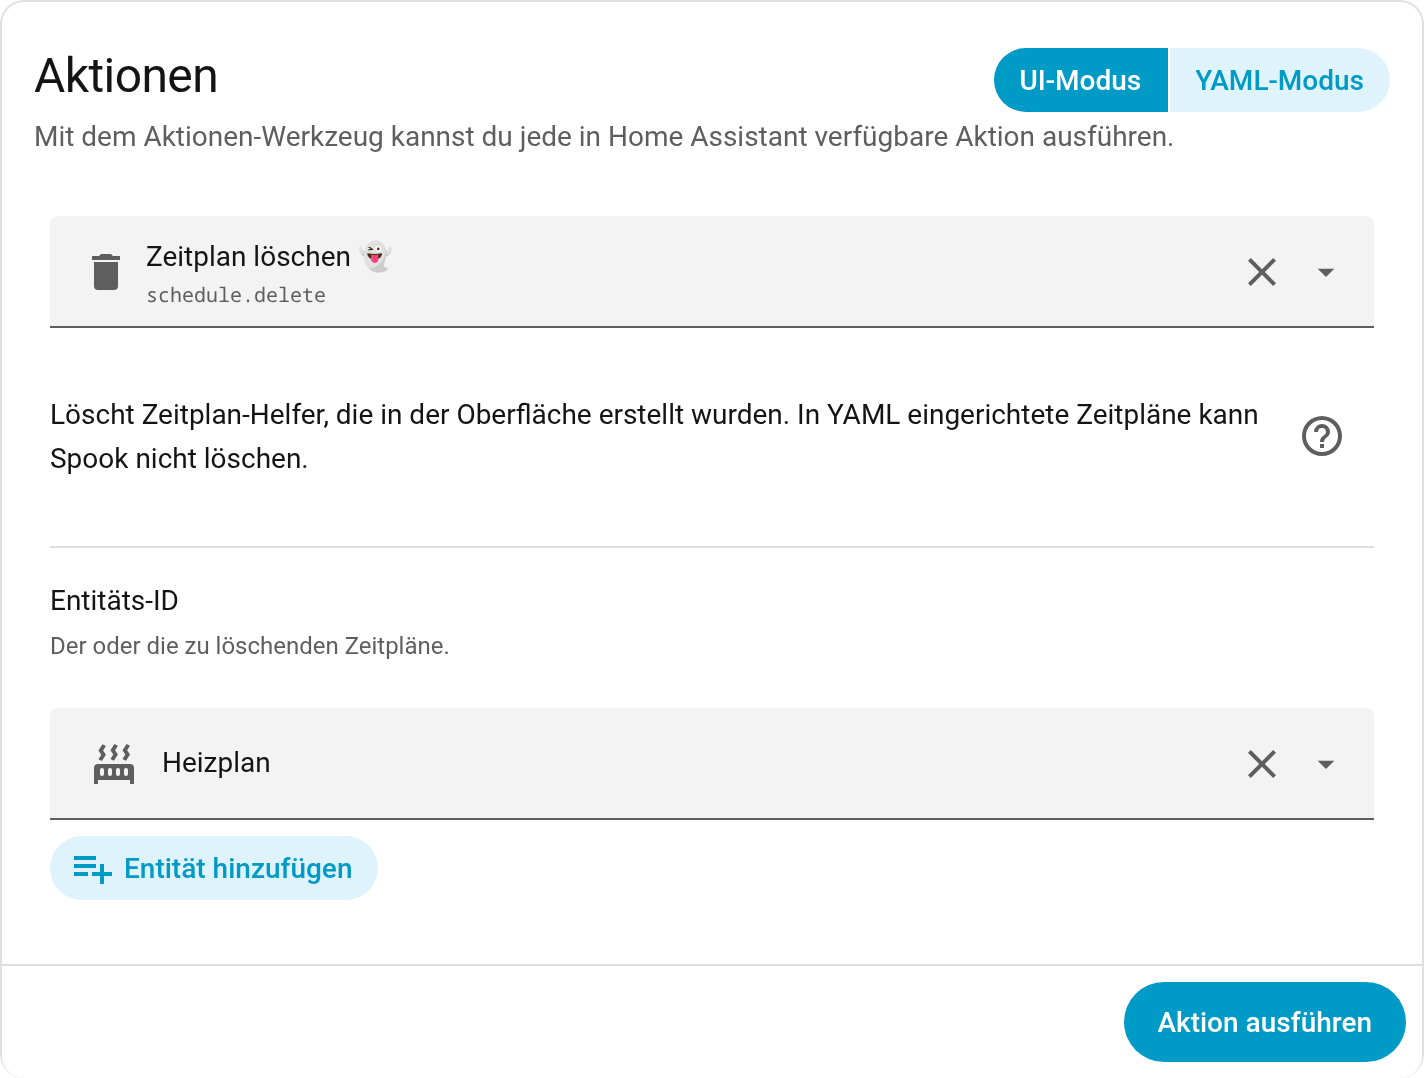 Aktionen
UI-Modus
YAML-Modus
Mit dem Aktionen-Werkzeug kannst du jede in Home Assistant verfügbare Aktion ausführen.
Zeitplan löschen 👻
schedule.delete
Löscht Zeitplan-Helfer, die in der Oberfläche erstellt wurden. In YAML eingerichtete Zeitpläne kann
Spook nicht löschen.
Entitäts-ID
Der oder die zu löschenden Zeitpläne.
Heizplan
Entität hinzufügen
Aktion ausführen